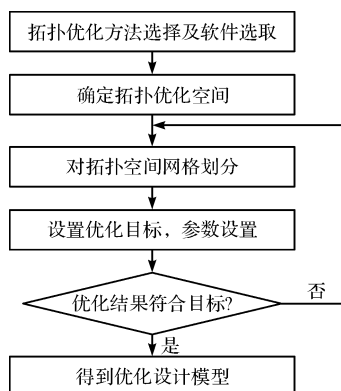 拓扑优化方法选择及软件选取
确定拓扑优化空间
对拓扑空间网格划分
设置优化目标，参数设置
优化结果符合目标?
否
是
得到优化设计模型